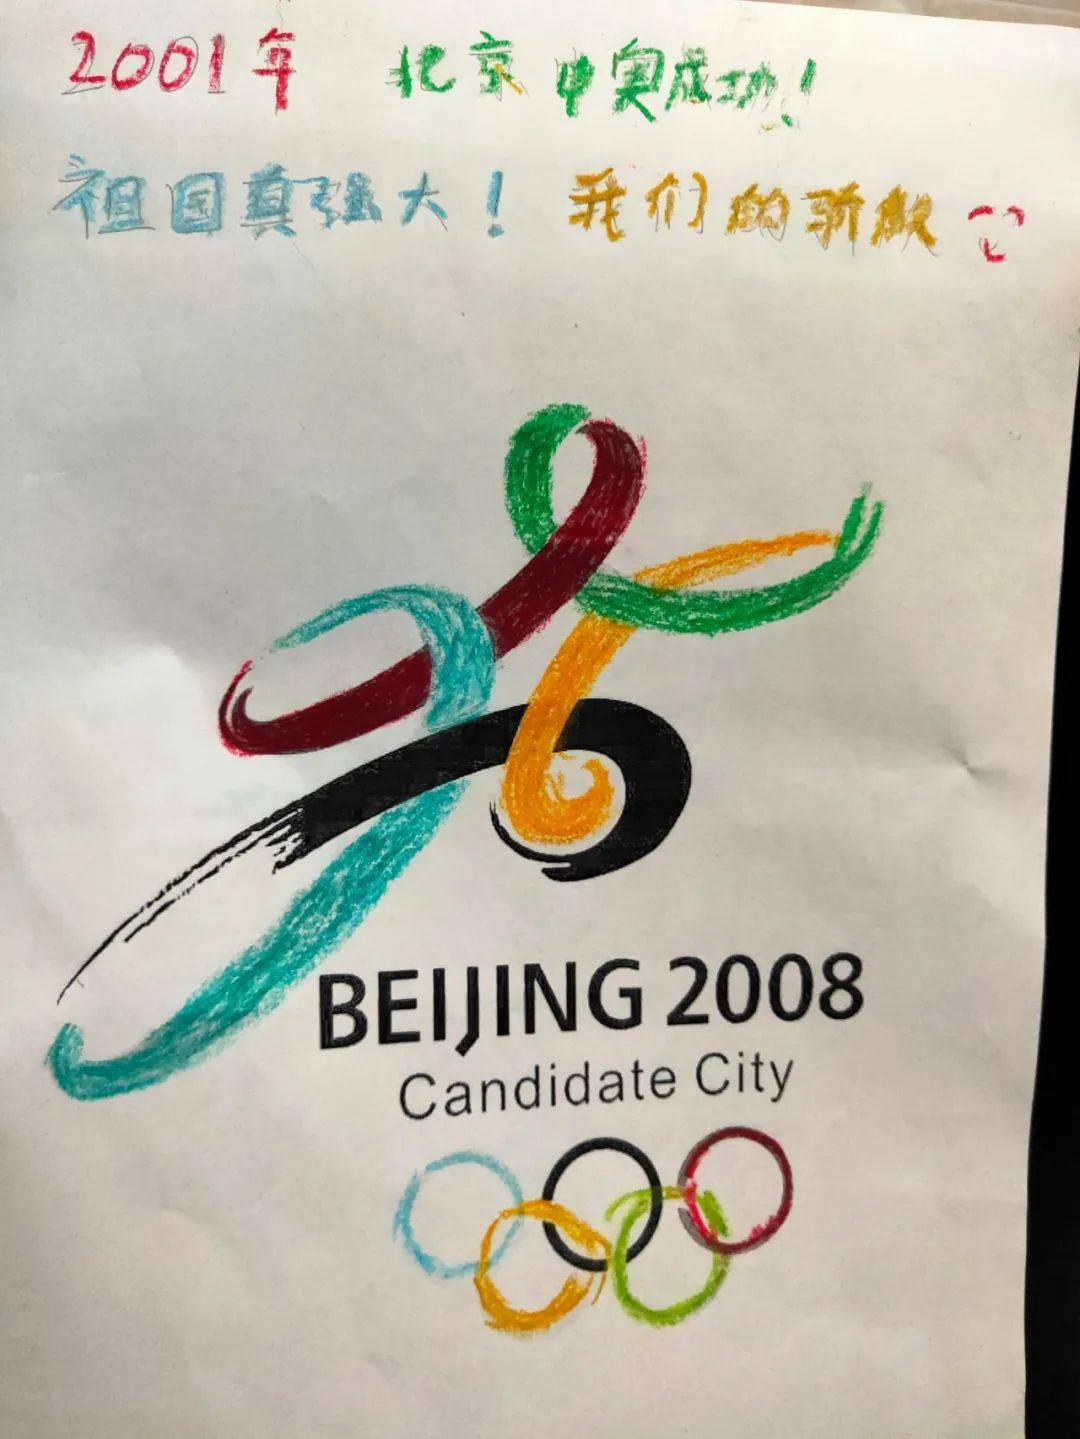 2001年 北京申奥成功!
祖国真强大! 我们的骄傲
BEIJING 2008
Candidate City